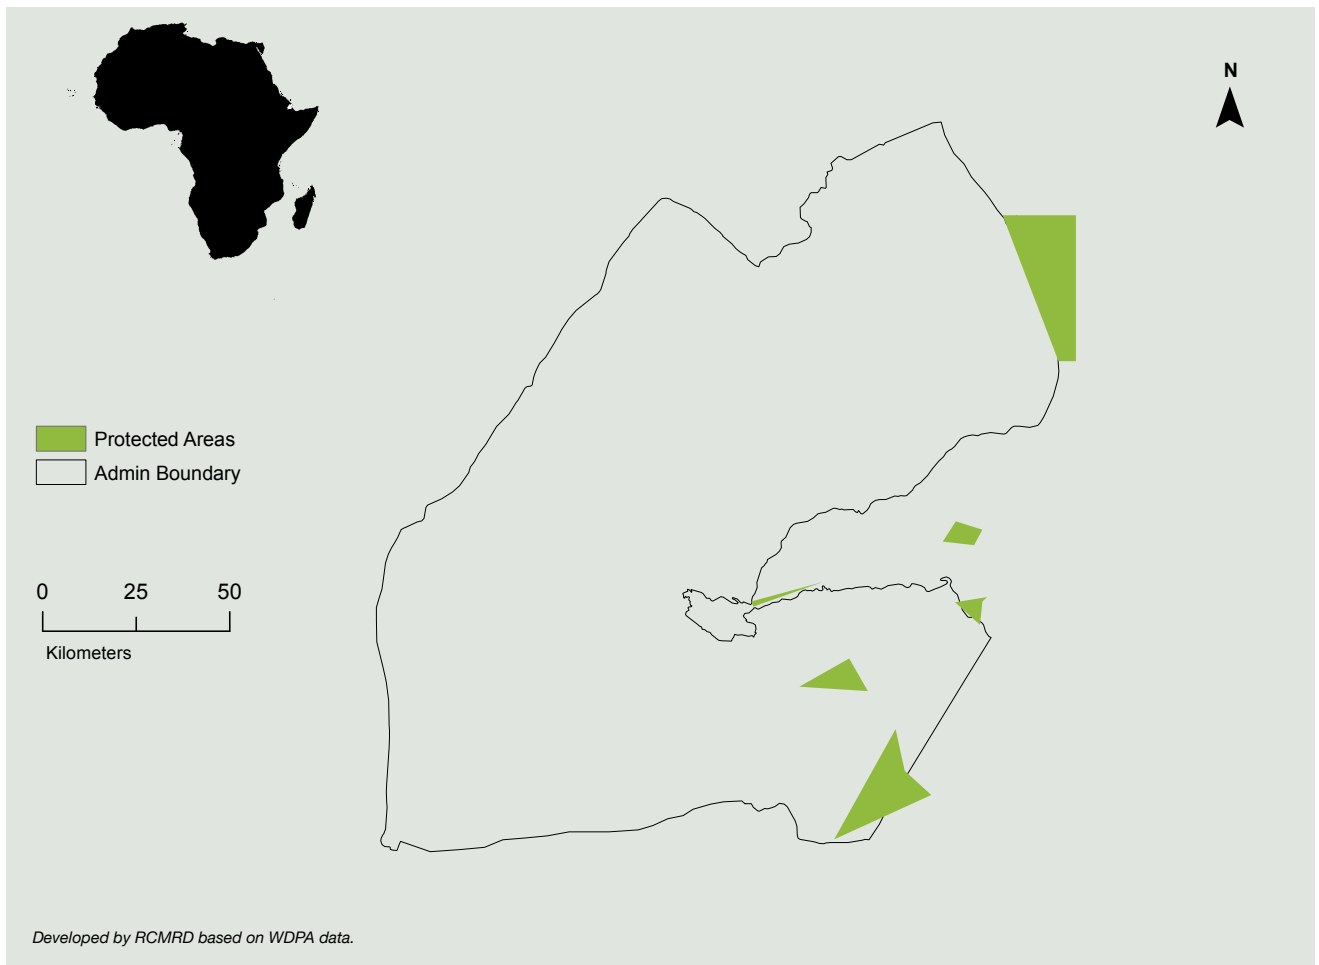 N
Protected Areas
Admin Boundary
0 25 50
Kilometers
Developed by RCMRD based on WDPA data.